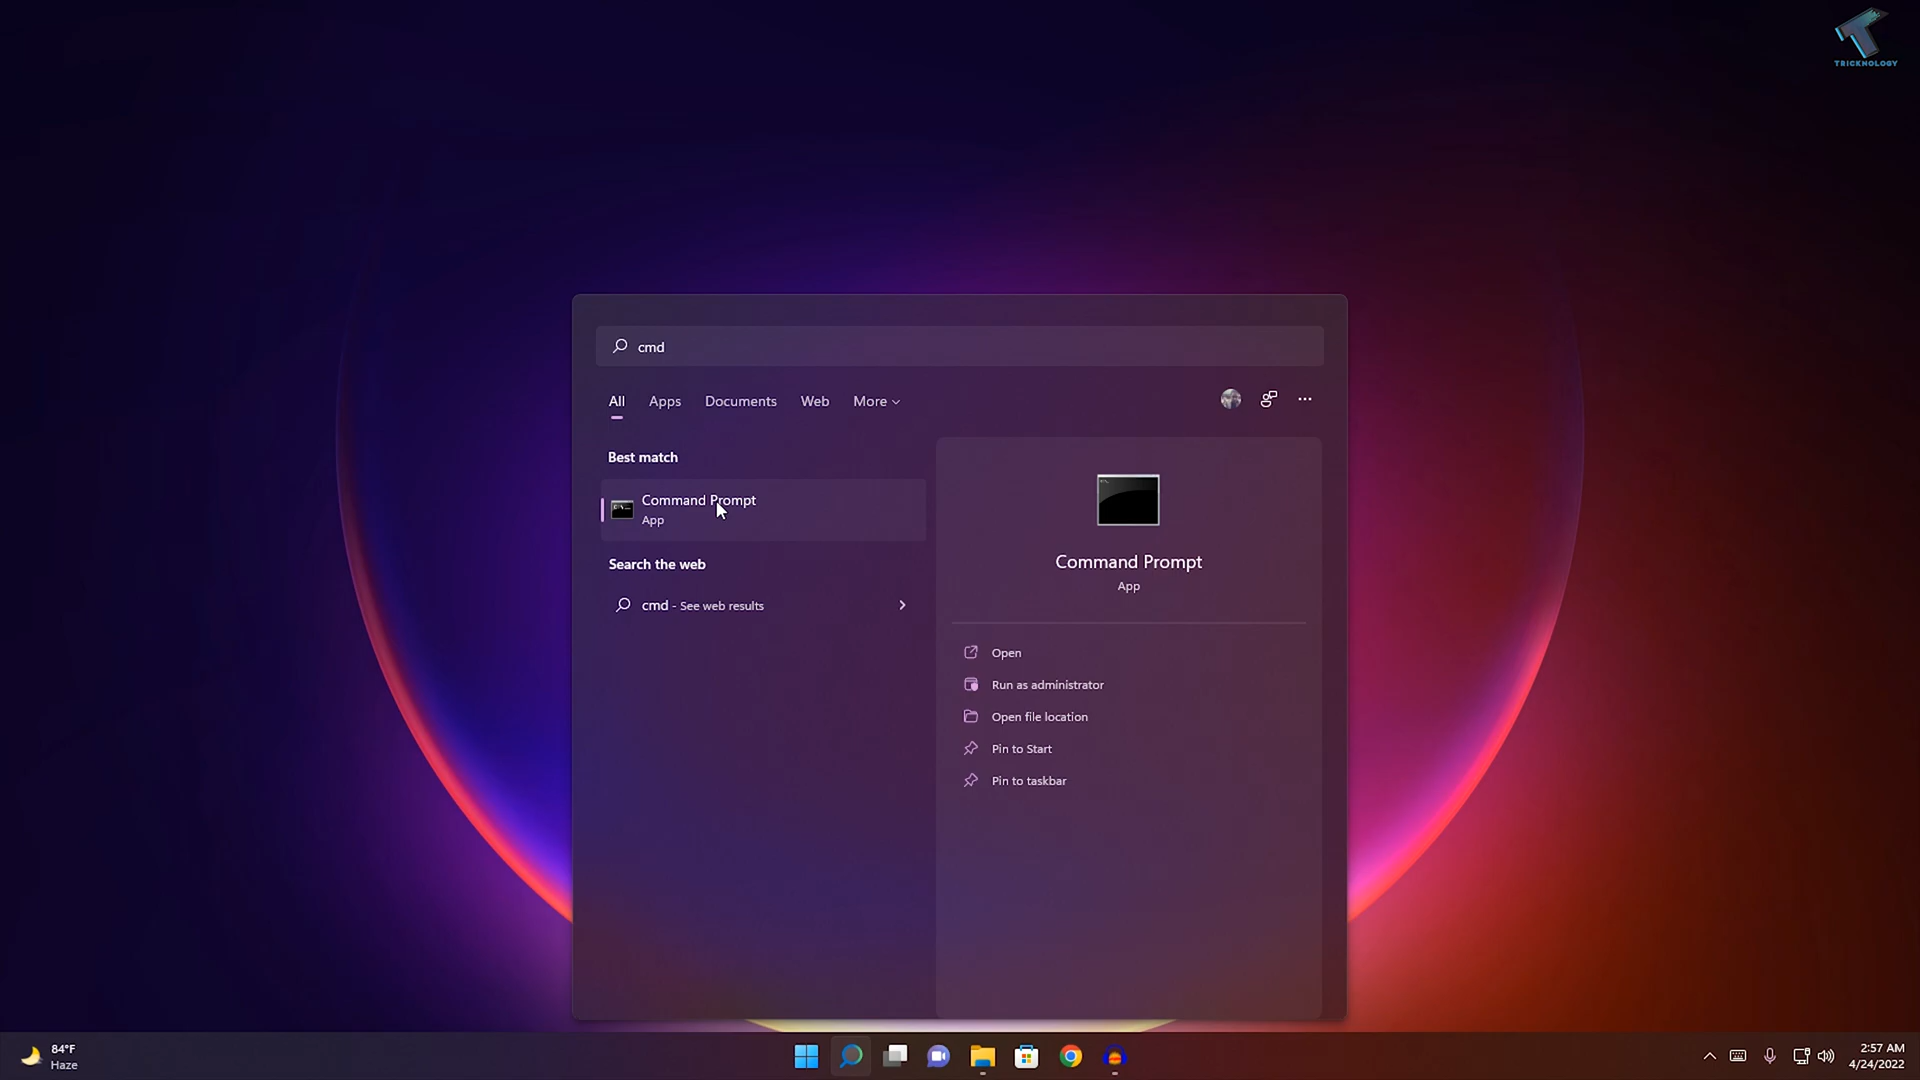 TRICKNOLOGY
cmd
All Apps Documents Web More
Best match
Command Prompt
App
Search the web
cmd - See web results
Command Prompt
App
Open
Run as administrator
Open file location
Pin to Start
Pin to taskbar
84°F
Haze
2:57 AM
4/24/2022